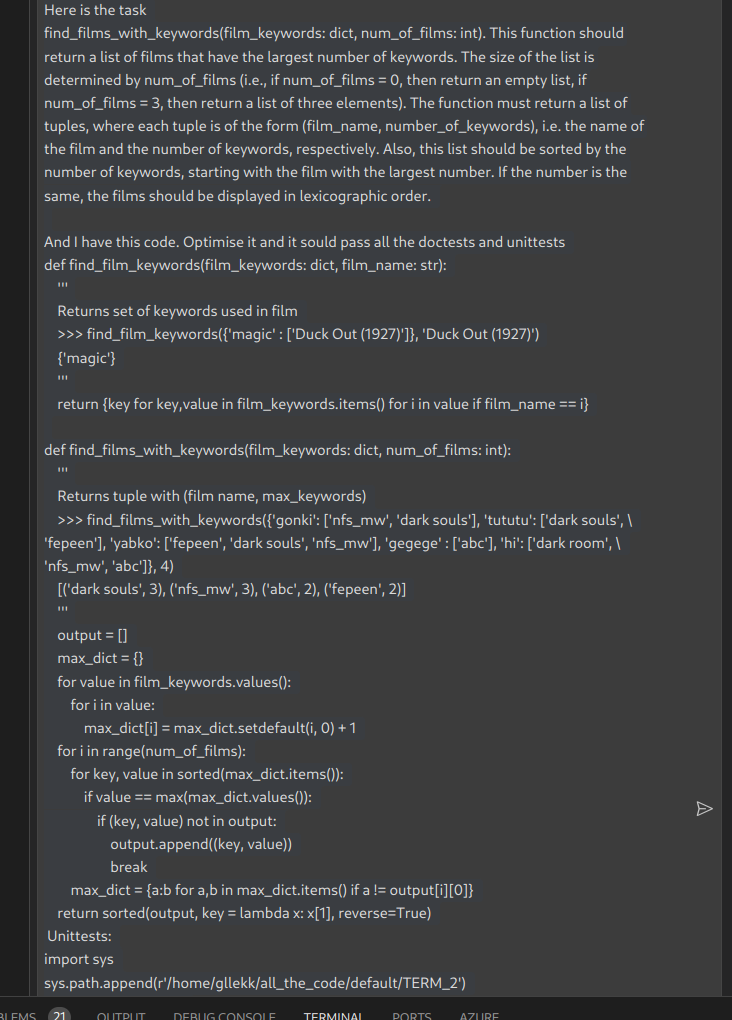 Here is the task
find_films_with_keywords(film_keywords: dict, num_of_films: int). This function should
return a list of films that have the largest number of keywords. The size of the list is
determined by num_of_films (i.e., if num_of_films = 0, then return an empty list, if
num_of_films = 3, then return a list of three elements). The function must return a list of
tuples, where each tuple is of the form (film_name, number_of_keywords), i.e. the name of
the film and the number of keywords, respectively. Also, this list should be sorted by the
number of keywords, starting with the film with the largest number. If the number is the
same, the films should be displayed in lexicographic order.

And I have this code. Optimise it and it sould pass all the doctests and unittests
def find_film_keywords(film_keywords: dict, film_name: str):
    '''
    Returns set of keywords used in film
    >>> find_film_keywords({'magic' : ['Duck Out (1927)']}, 'Duck Out (1927)')
    {'magic'}
    '''
    return {key for key,value in film_keywords.items() for i in value if film_name == i}

def find_films_with_keywords(film_keywords: dict, num_of_films: int):
    '''
    Returns tuple with (film name, max_keywords)
    >>> find_films_with_keywords({'gonki': ['nfs_mw', 'dark souls'], 'tututu': ['dark souls', \
'fepeen'], 'yabko': ['fepeen', 'dark souls', 'nfs_mw'], 'gegege' : ['abc'], 'hi': ['dark room', \
'nfs_mw', 'abc']}, 4)
    [('dark souls', 3), ('nfs_mw', 3), ('abc', 2), ('fepeen', 2)]
    '''
    output = []
    max_dict = {}
    for value in film_keywords.values():
        for i in value:
            max_dict[i] = max_dict.setdefault(i, 0) + 1
    for i in range(num_of_films):
        for key, value in sorted(max_dict.items()):
            if value == max(max_dict.values()):
                if (key, value) not in output:
                    output.append((key, value))
                    break
        max_dict = {a:b for a,b in max_dict.items() if a != output[i][0]}
    return sorted(output, key = lambda x: x[1], reverse=True)
 Unittests:
import sys
sys.path.append(r'/home/gllekk/all_the_code/default/TERM_2')
BLEMS 21 OUTPUT DEBUG CONSOLE TERMINAL PORTS AZURE